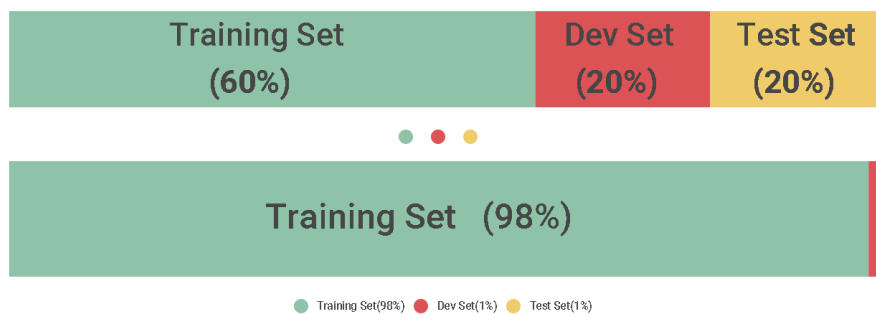 Training Set Dev Set Test Set
(60%) (20%) (20%)
Training Set (98%)
Training Set(98%) Dev Set(1%) Test Set(1%)